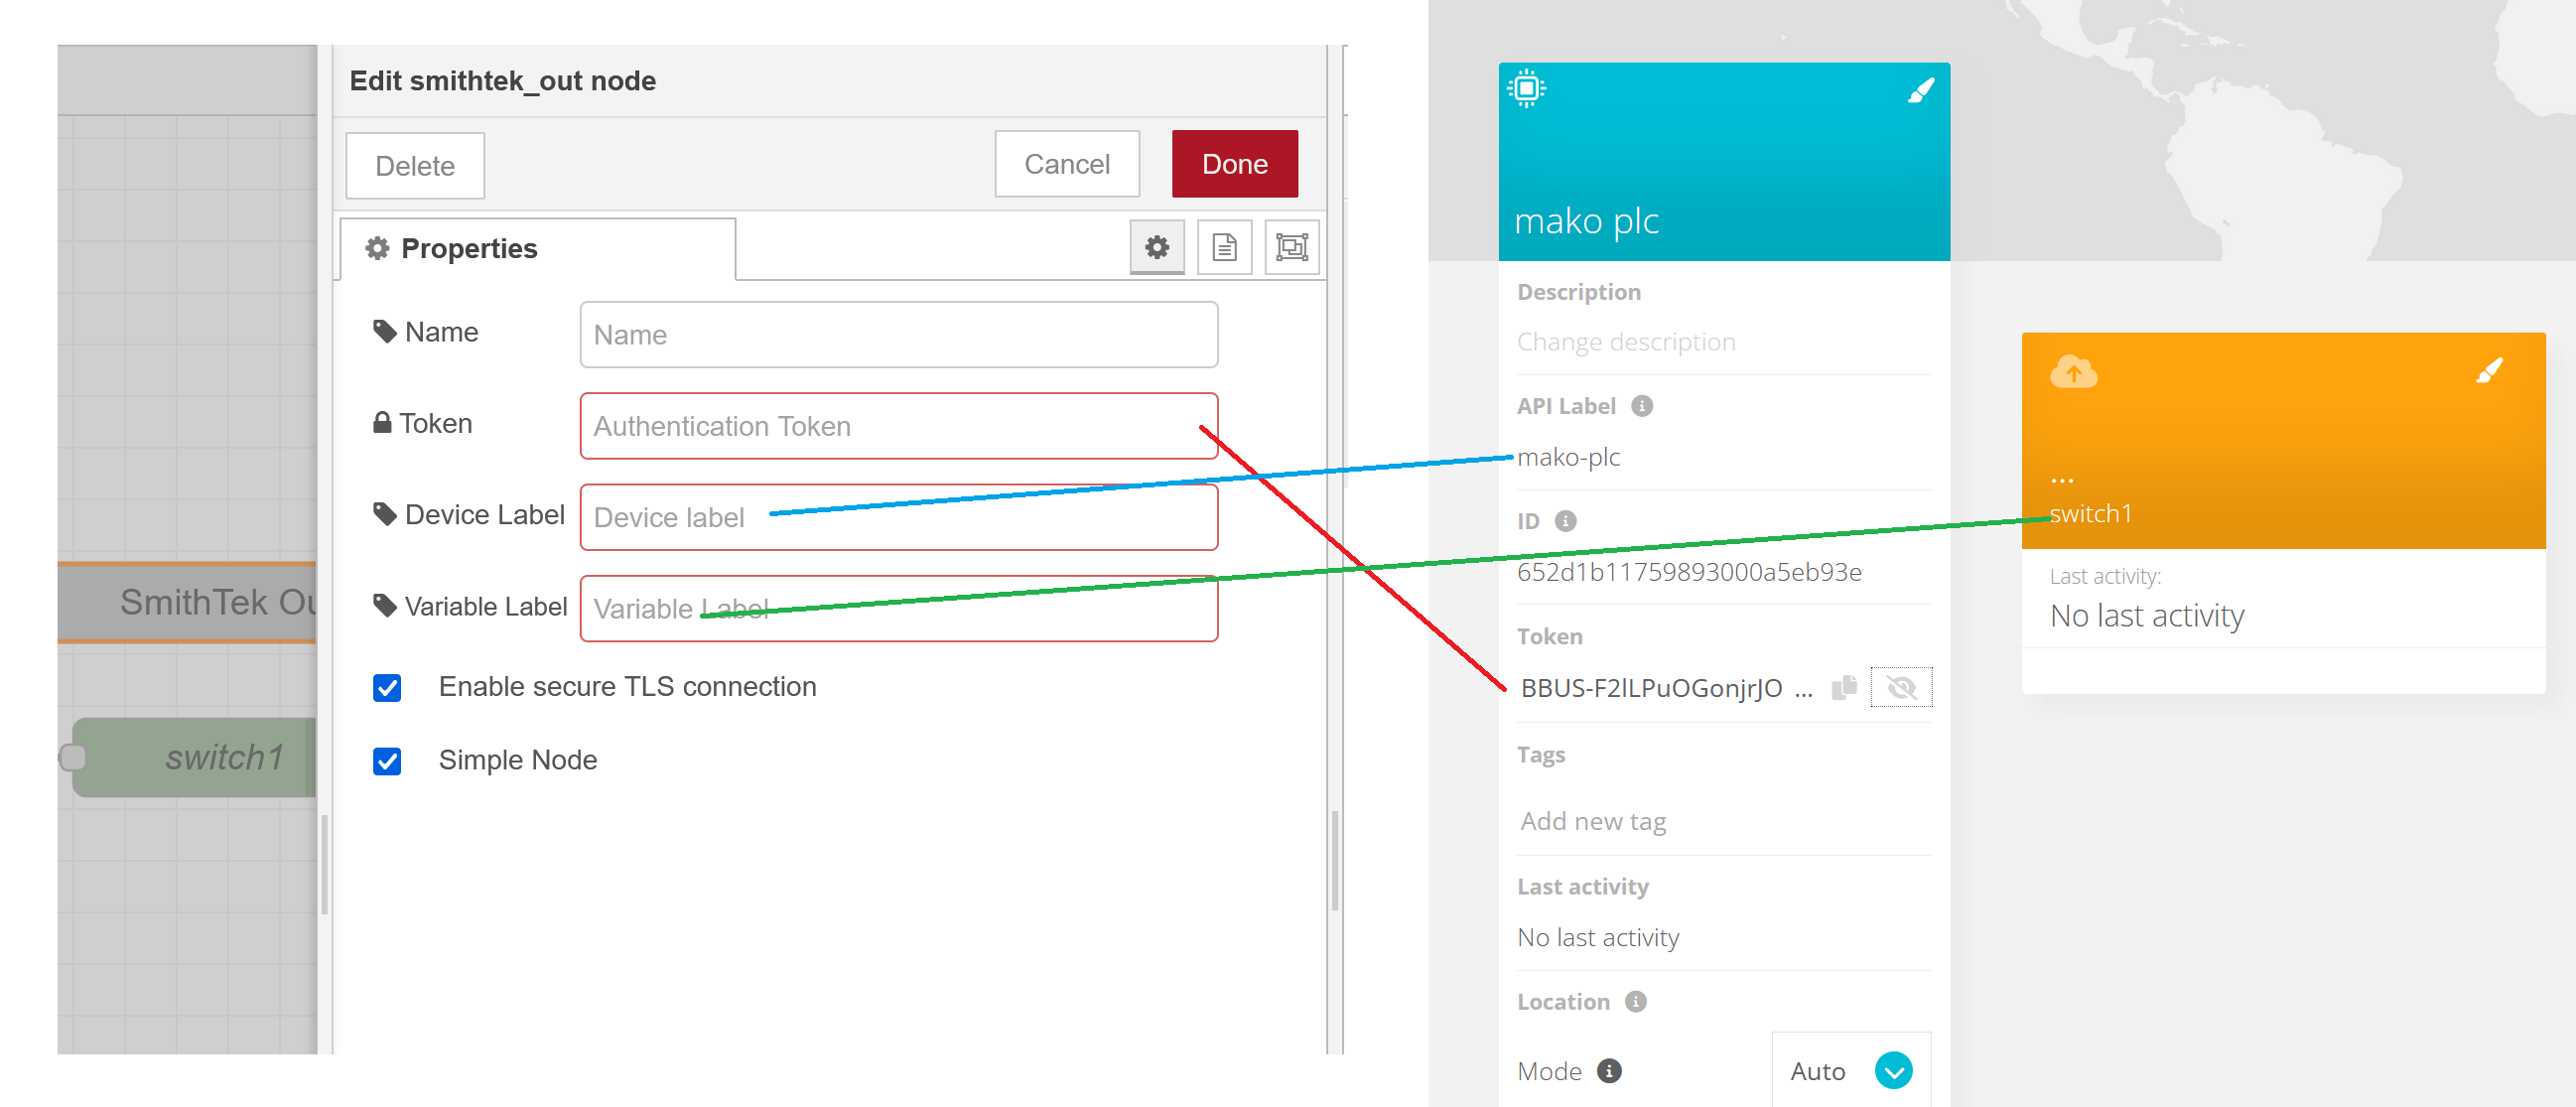 Edit smithtek_out node
Delete
Cancel
Done
Properties
Name
Name
Token
Authentication Token
Device Label
Device label
Variable Label
Variable Label
Enable secure TLS connection
Simple Node
SmithTek Ou
switch1
mako plc
Description
Change description
API Label
mako-plc
ID
652d1b11759893000a5eb93e
Token
BBUS-F2lLPuOGonjrJO ...
Tags
Add new tag
Last activity
No last activity
Location
Mode
Auto
...
switch1
Last activity:
No last activity